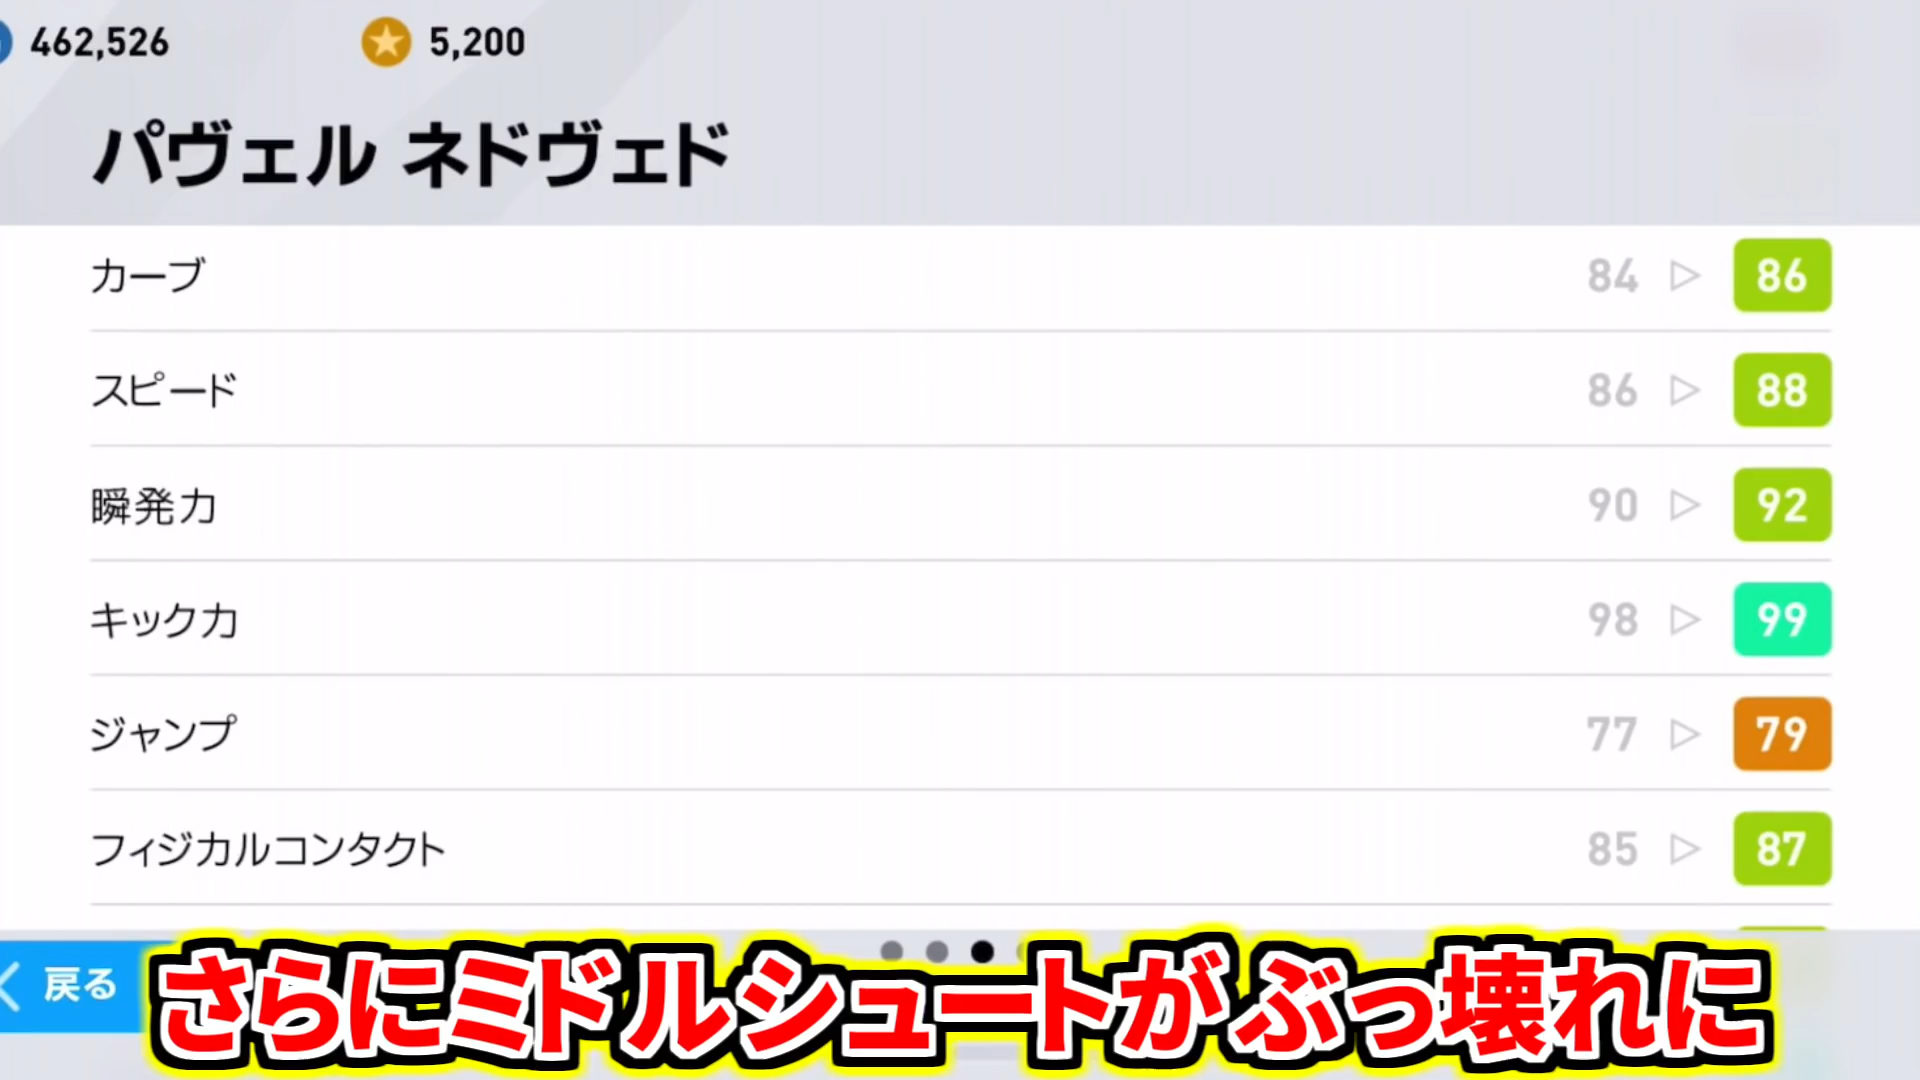 462,526 5,200
パヴェル ネドヴェド
カーブ 84 ▷ 86
スピード 86 ▷ 88
瞬発力 90 ▷ 92
キック力 98 ▷ 99
ジャンプ 77 ▷ 79
フィジカルコンタクト 85 ▷ 87
戻る
さらにミドルシュートがぶっ壊れに